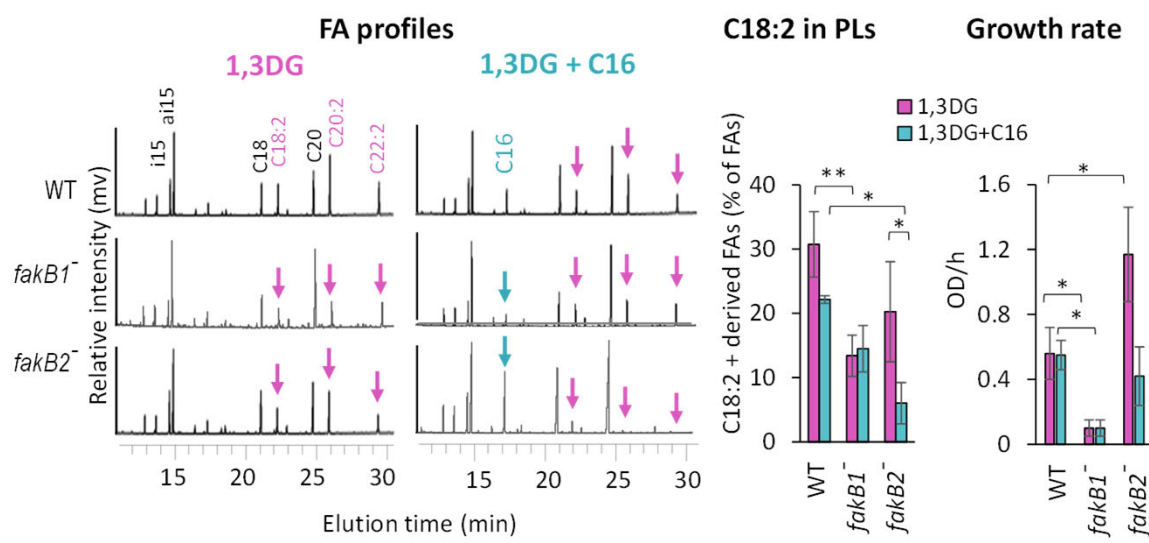 FA profiles
1,3DG
1,3DG + C16
Relative intensity (mv)
WT
fakB1⁻
fakB2⁻
i15
ai15
C18
C18:2
C20
C20:2
C22:2
C16
15 20 25 30
15 20 25 30
Elution time (min)
C18:2 in PLs
C18:2 + derived FAs (% of FAs)
40
30
20
10
0
** 
*
*
WT
fakB1⁻
fakB2⁻
Growth rate
1,3DG
1,3DG+C16
OD/h
1.6
1.2
0.8
0.4
0
*
*
*
WT
fakB1⁻
fakB2⁻